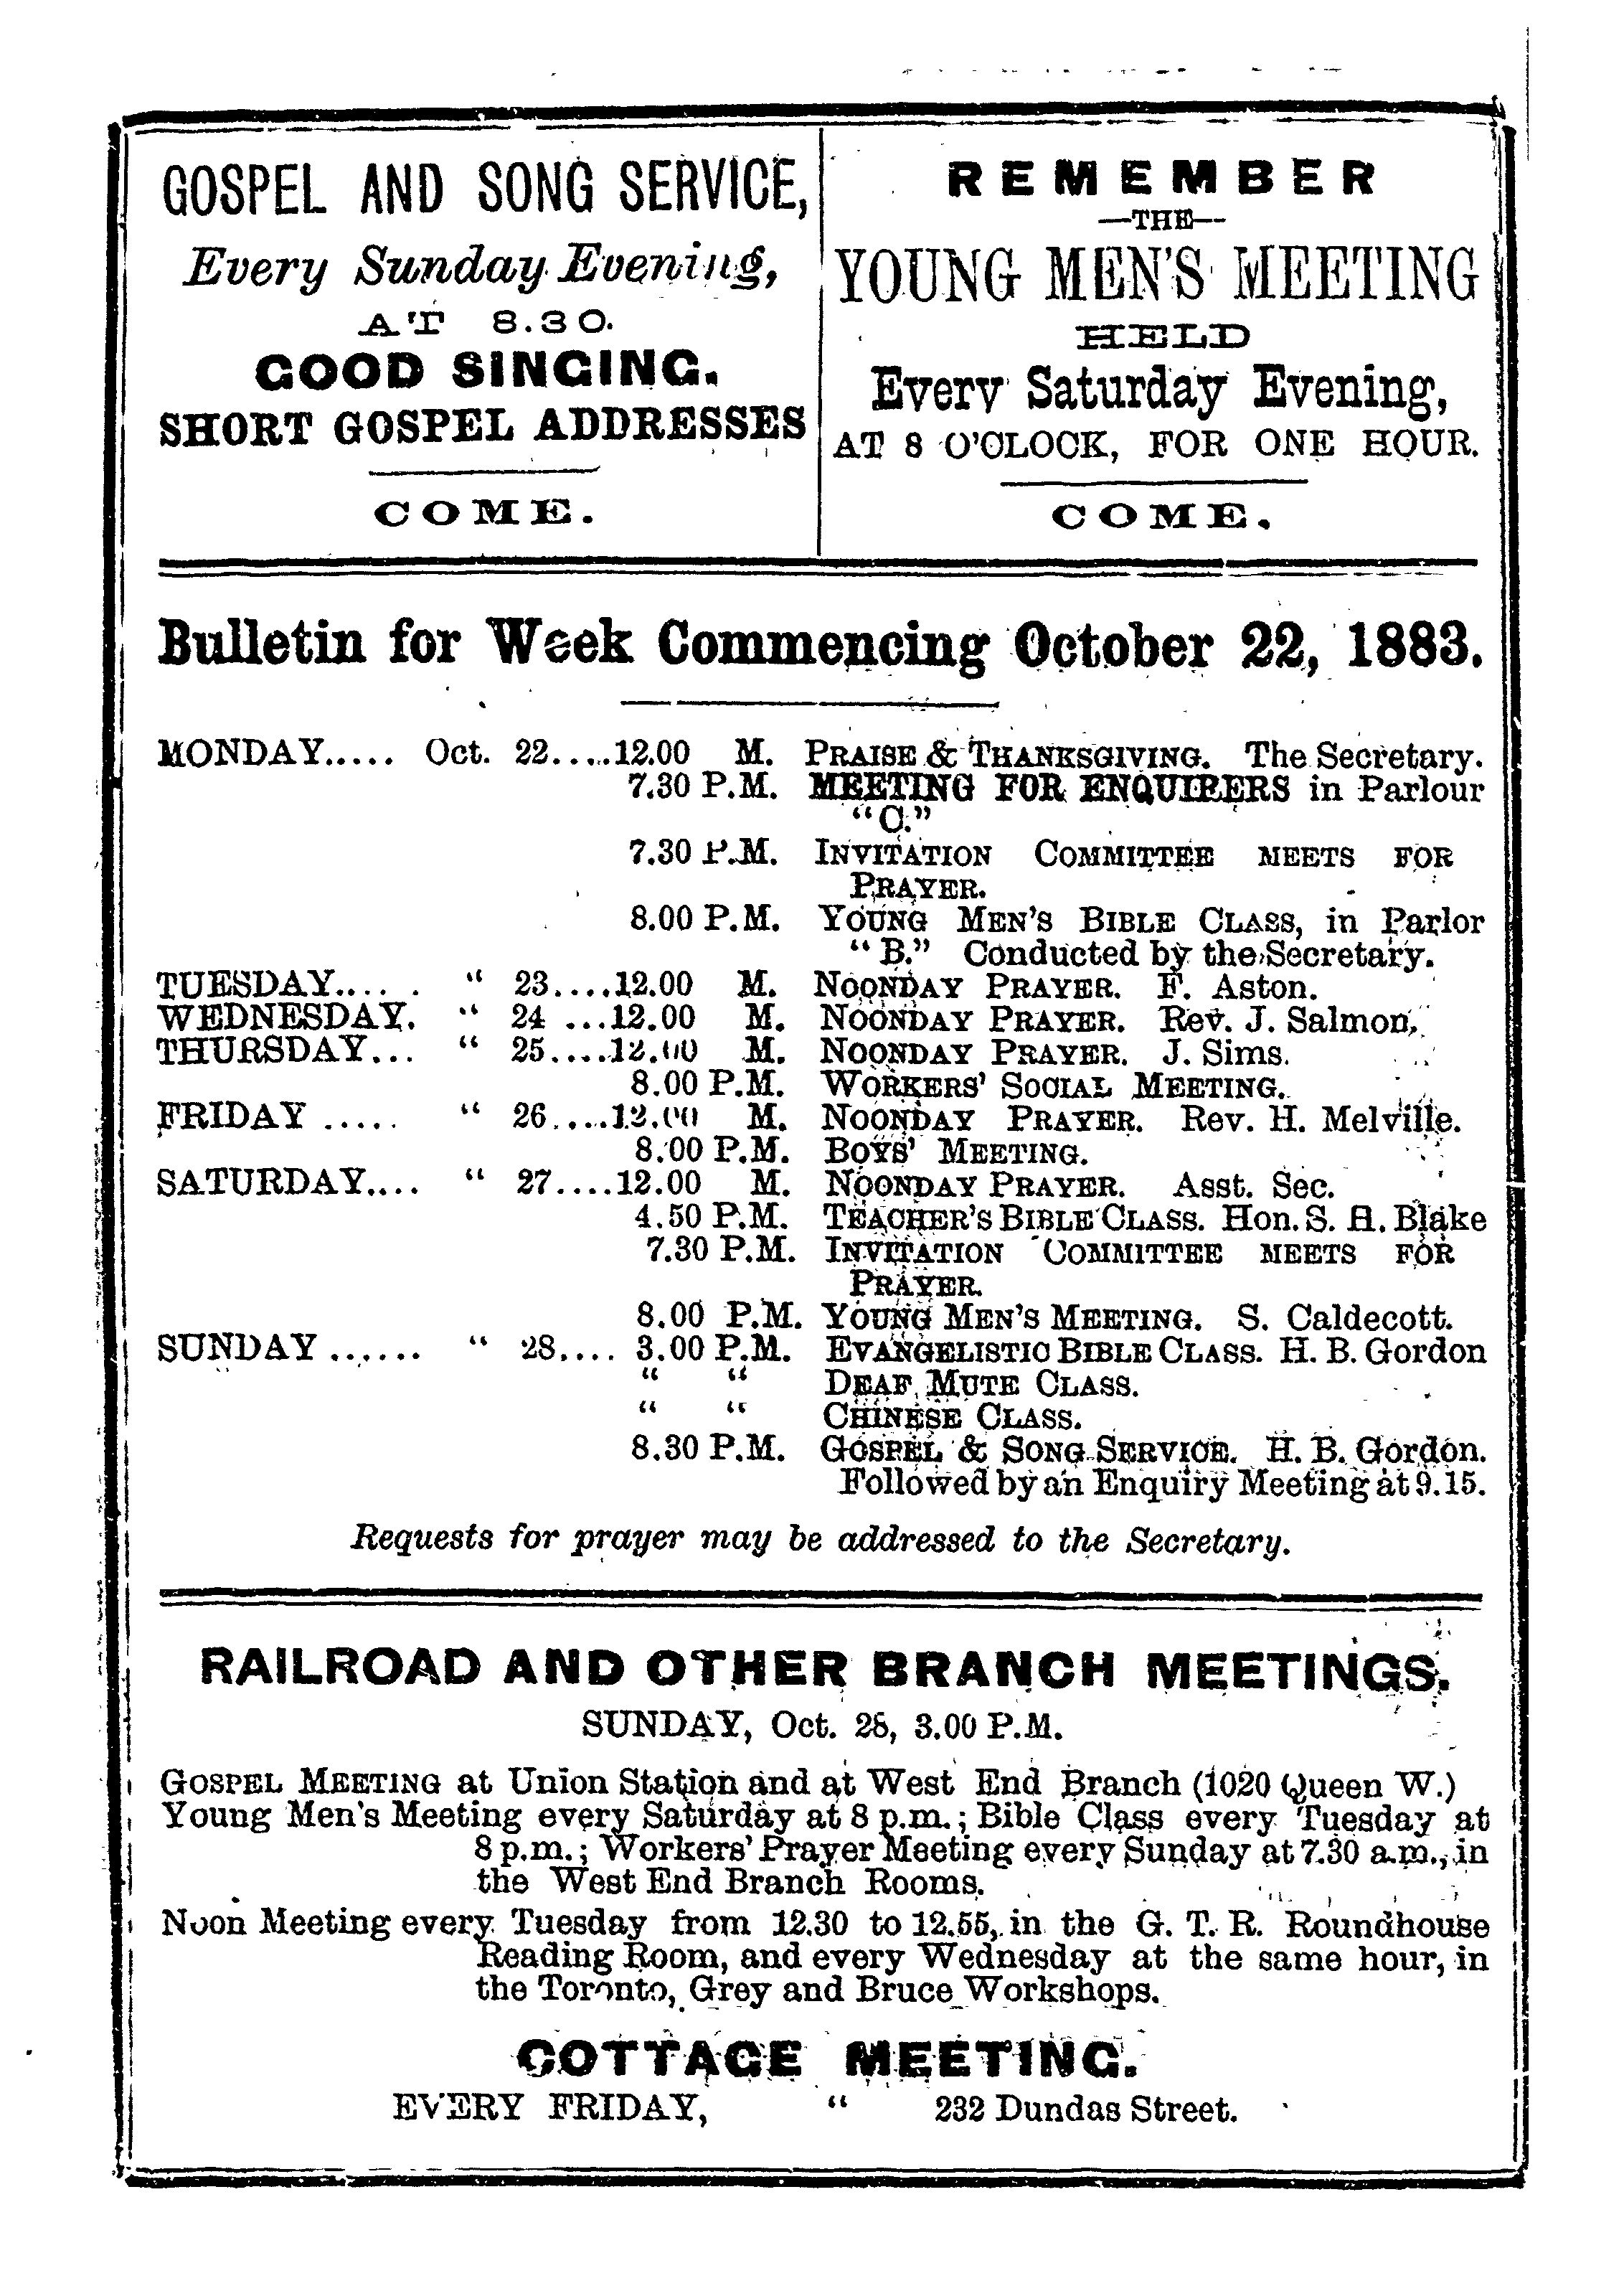 GOSPEL AND SONG SERVICE,
Every Sunday Evening,
AT 8.30.
GOOD SINGING.
SHORT GOSPEL ADDRESSES
COME.
REMEMBER
—THE—
YOUNG MEN'S MEETING
HELD
Every Saturday Evening,
AT 8 O'CLOCK, FOR ONE HOUR.
COME.
Bulletin for Week Commencing October 22, 1883.
MONDAY..... Oct. 22.....12.00 M. PRAISE & THANKSGIVING. The Secretary.
7.30 P.M. MEETING FOR ENQUIRERS in Parlour
"C."
7.30 P.M. INVITATION COMMITTEE MEETS FOR
PRAYER.
8.00 P.M. YOUNG MEN'S BIBLE CLASS, in Parlor
"B." Conducted by the Secretary.
TUESDAY..... " 23....12.00 M. NOONDAY PRAYER. F. Aston.
WEDNESDAY. " 24 ...12.00 M. NOONDAY PRAYER. Rev. J. Salmon,
THURSDAY... " 25....12.00 M. NOONDAY PRAYER. J. Sims.
8.00 P.M. WORKERS' SOCIAL MEETING.
FRIDAY ..... " 26....12.00 M. NOONDAY PRAYER. Rev. H. Melville.
8.00 P.M. BOYS' MEETING.
SATURDAY.... " 27....12.00 M. NOONDAY PRAYER. Asst. Sec.
4.50 P.M. TEACHER'S BIBLE CLASS. Hon. S. H. Blake
7.30 P.M. INVITATION COMMITTEE MEETS FOR
PRAYER.
8.00 P.M. YOUNG MEN'S MEETING. S. Caldecott.
SUNDAY ...... " 28.... 3.00 P.M. EVANGELISTIC BIBLE CLASS. H. B. Gordon
" " DEAF MUTE CLASS.
" " CHINESE CLASS.
8.30 P.M. GOSPEL & SONG SERVICE. H. B. Gordon.
Followed by an Enquiry Meeting at 9.15.
Requests for prayer may be addressed to the Secretary.
RAILROAD AND OTHER BRANCH MEETINGS.
SUNDAY, Oct. 28, 3.00 P.M.
GOSPEL MEETING at Union Station and at West End Branch (1020 Queen W.)
Young Men's Meeting every Saturday at 8 p.m.; Bible Class every Tuesday at
8 p.m.; Workers' Prayer Meeting every Sunday at 7.30 a.m., in
the West End Branch Rooms.
Noon Meeting every Tuesday from 12.30 to 12.55, in the G. T. R. Roundhouse
Reading Room, and every Wednesday at the same hour, in
the Toronto, Grey and Bruce Workshops.
COTTAGE MEETING.
EVERY FRIDAY, " 232 Dundas Street.